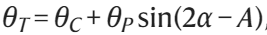 θ_T = θ_C + θ_P sin(2α − A),